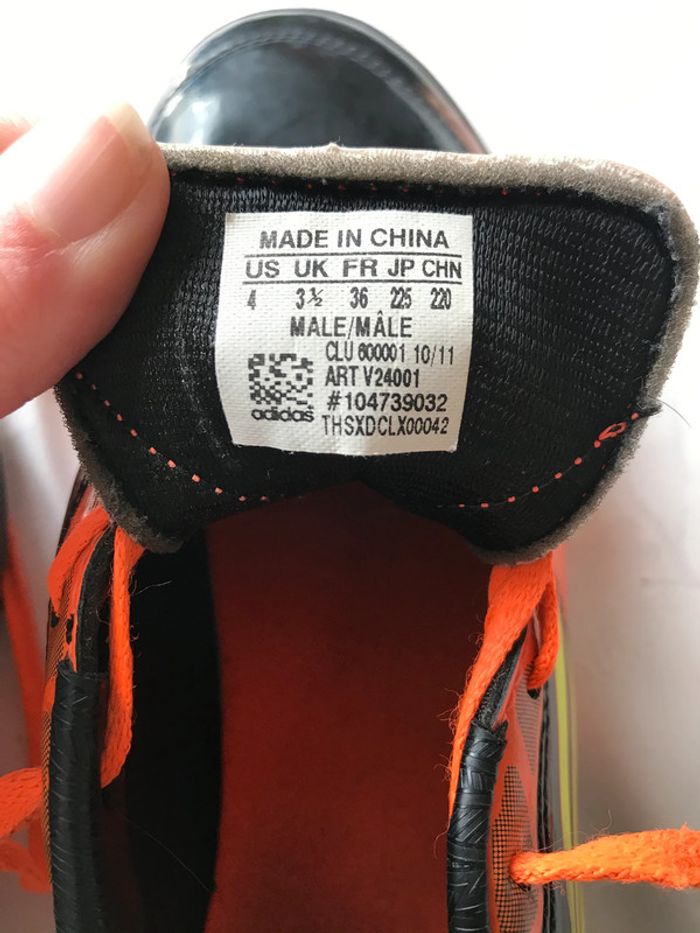 MADE IN CHINA
US UK FR JP CHN
4 3½ 36 225 220
MALE/MÂLE
CLU 600001 10/11
ART V24001
#104739032
adidas
THSXDCLX00042